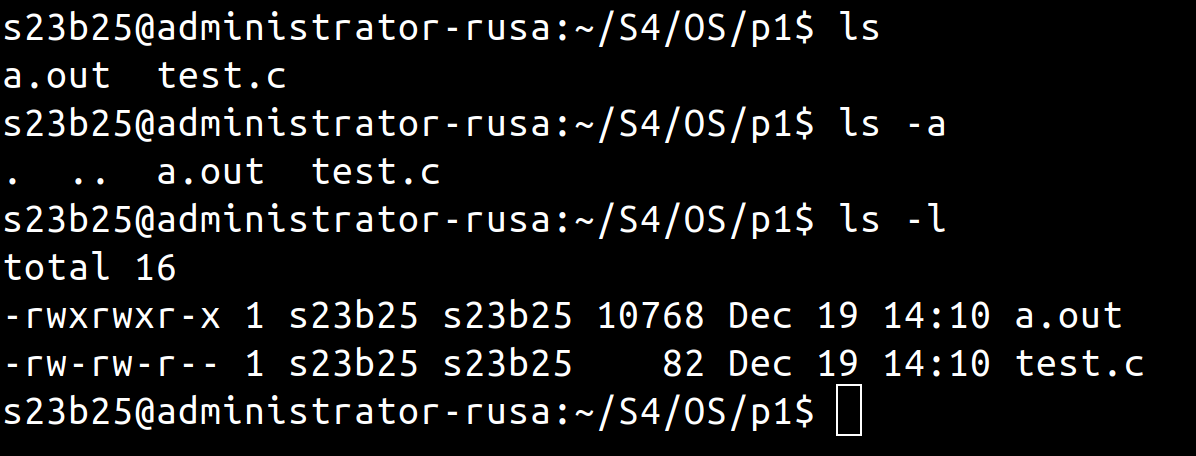 s23b25@administrator-rusa:~/S4/OS/p1$ ls
a.out  test.c
s23b25@administrator-rusa:~/S4/OS/p1$ ls -a
.  ..  a.out  test.c
s23b25@administrator-rusa:~/S4/OS/p1$ ls -l
total 16
-rwxrwxr-x 1 s23b25 s23b25 10768 Dec 19 14:10 a.out
-rw-rw-r-- 1 s23b25 s23b25    82 Dec 19 14:10 test.c
s23b25@administrator-rusa:~/S4/OS/p1$